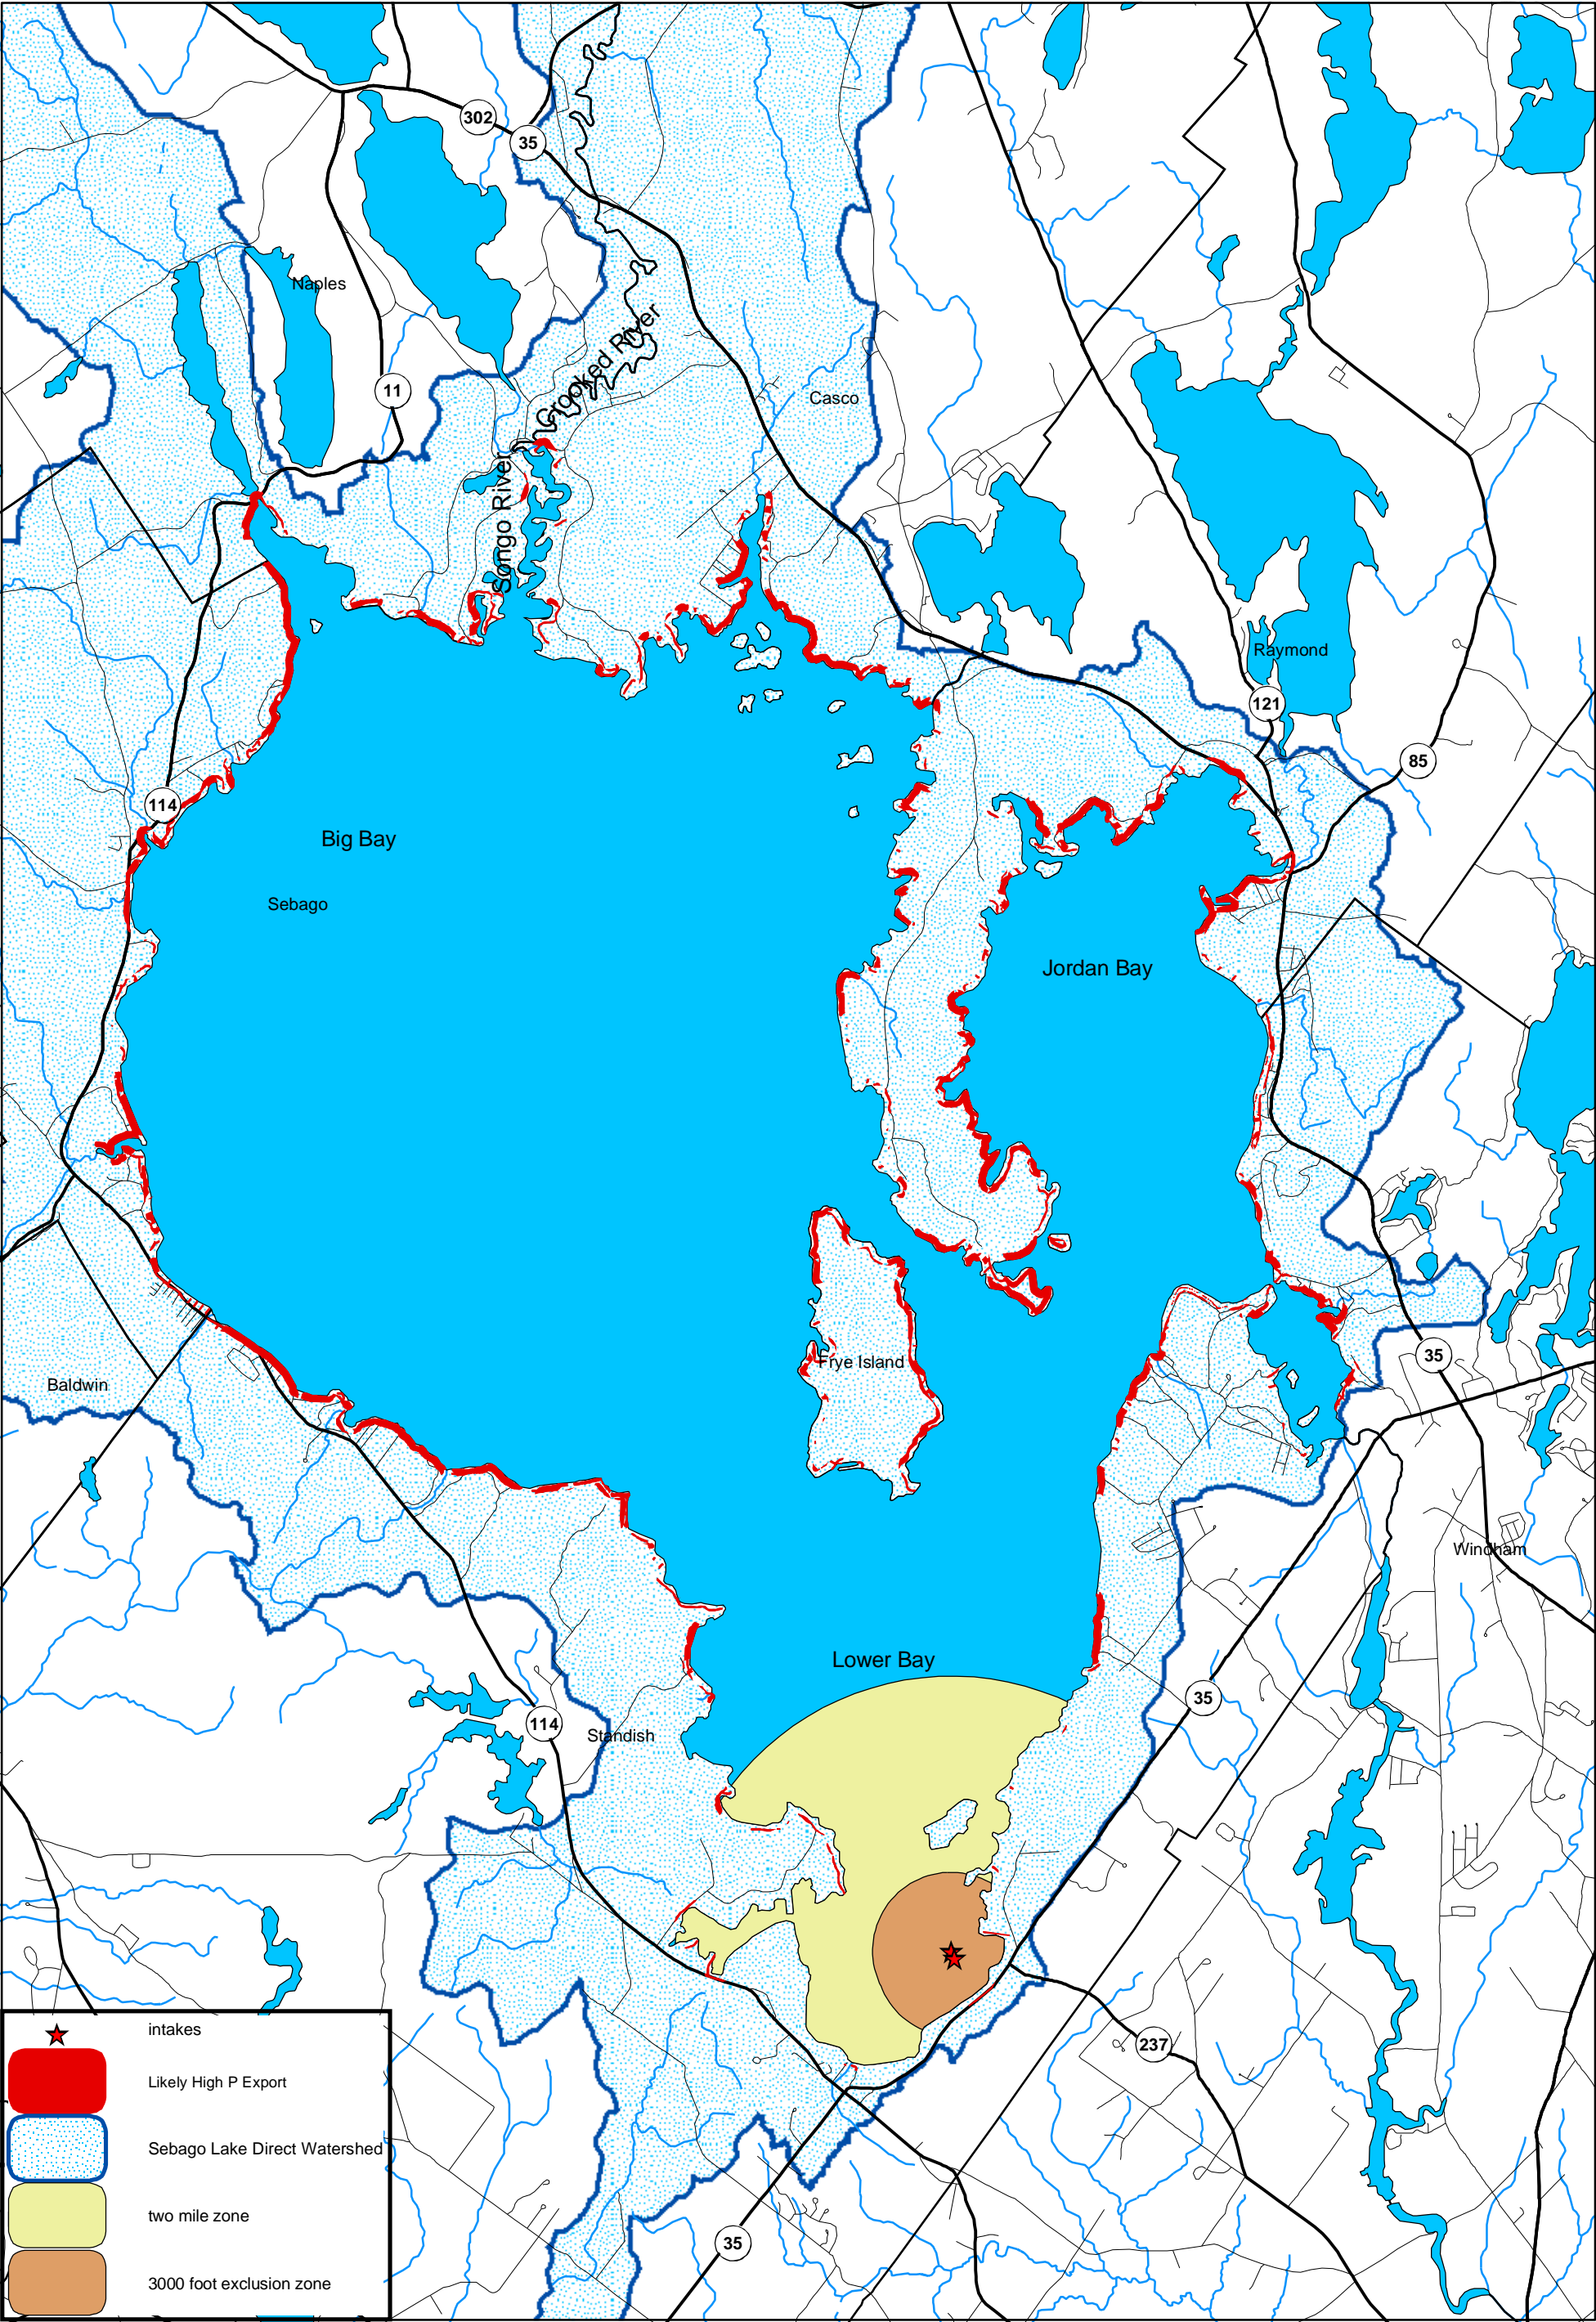 302
35
Naples
Crooked River
11
Casco
Songo River
Raymond
121
85
114
Big Bay
Sebago
Jordan Bay
Frye Island
35
Baldwin
Windham
Lower Bay
35
114
Standish
237
35
intakes
Likely High P Export
Sebago Lake Direct Watershed
two mile zone
3000 foot exclusion zone